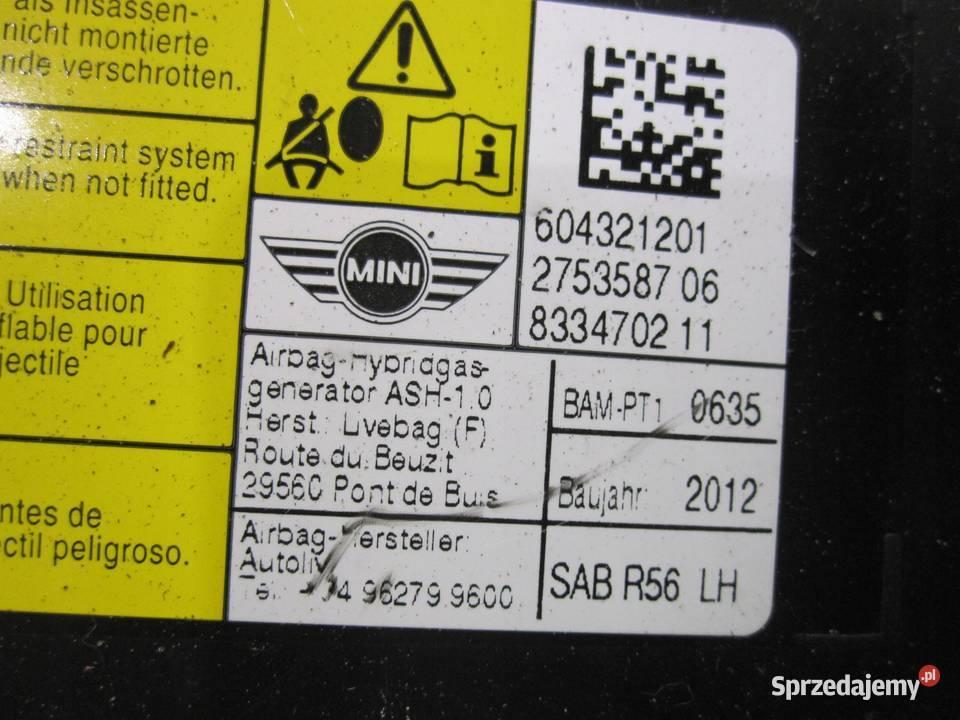 als Insassen-
nicht montierte
nde verschrotten.
restraint system
when not fitted.
Utilisation
flable pour
jectile
ntes de
ectil peligroso.
604321201
2753587 06
8334702 11
MINI
Airbag-Hybridgas-
generator ASH-1.0
Herst.: Livebag (F)
Route du Beuzit
29560 Pont de Buis
BAM-PT1 0635
Baujahr: 2012
Airbag-Hersteller:
Autoliv
Tel. 96279 9600
SAB R56 LH
Sprzedajemy.pl